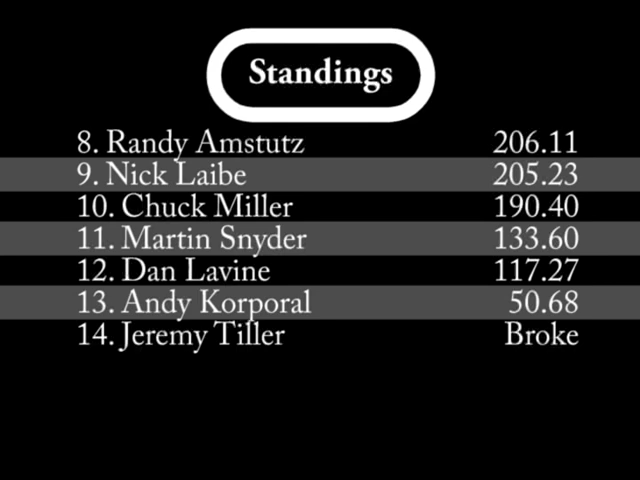 Standings
8. Randy Amstutz 206.11
9. Nick Laibe 205.23
10. Chuck Miller 190.40
11. Martin Snyder 133.60
12. Dan Lavine 117.27
13. Andy Korporal 50.68
14. Jeremy Tiller Broke